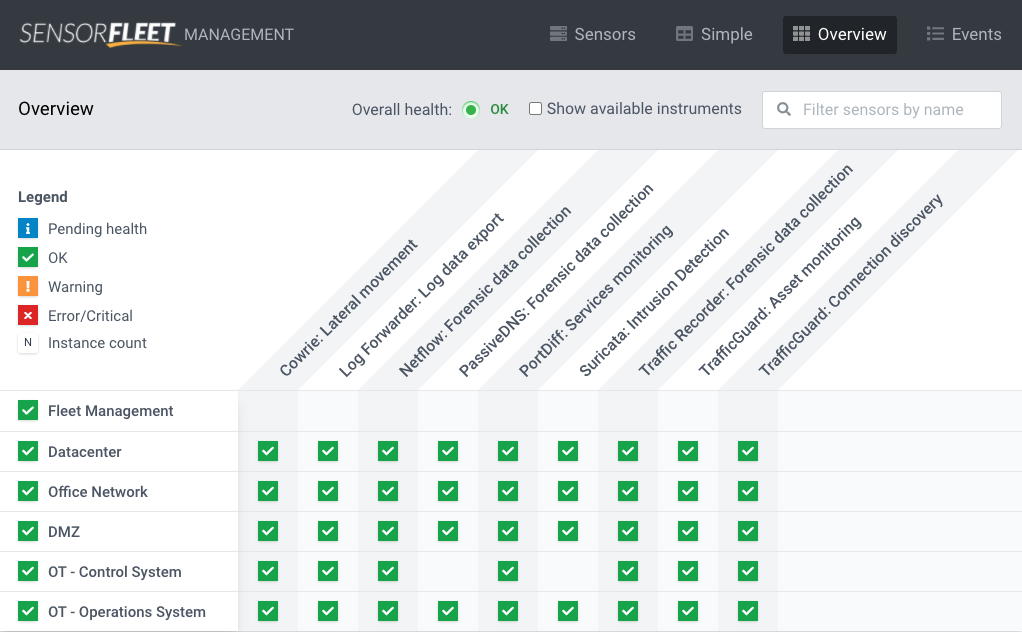 SENSORFLEET MANAGEMENT
Sensors
Simple
Overview
Events
Overview
Overall health: OK
Show available instruments
Filter sensors by name
Legend
Pending health
OK
Warning
Error/Critical
N Instance count
Cowrie: Lateral movement
Log Forwarder: Log data export
Netflow: Forensic data collection
PassiveDNS: Forensic data collection
PortDiff: Services monitoring
Suricata: Intrusion Detection
Traffic Recorder: Forensic data collection
TrafficGuard: Asset monitoring
TrafficGuard: Connection discovery
Fleet Management
Datacenter
Office Network
DMZ
OT - Control System
OT - Operations System